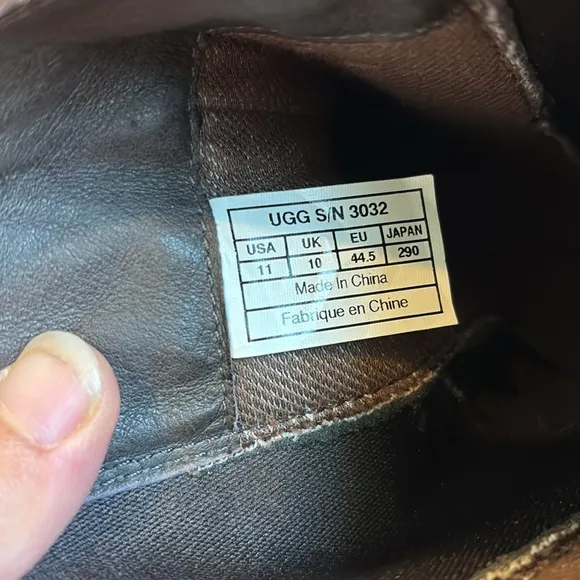 UGG S/N 3032
USA UK EU JAPAN
11 10 44.5 290
Made In China
Fabrique en Chine